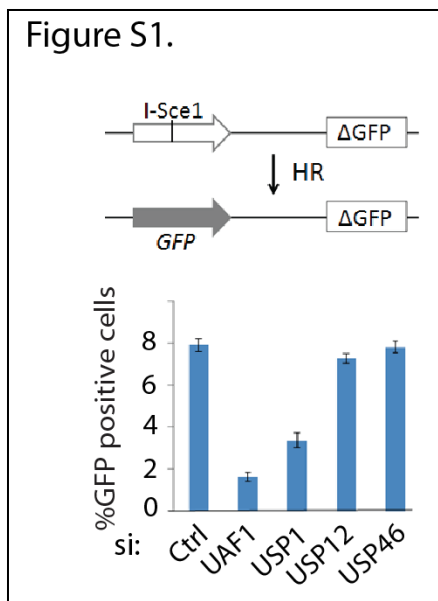 Figure S1.
I-Sce1
ΔGFP
HR
GFP
ΔGFP
%GFP positive cells
8
6
4
2
0
si:
Ctrl
UAF1
USP1
USP12
USP46